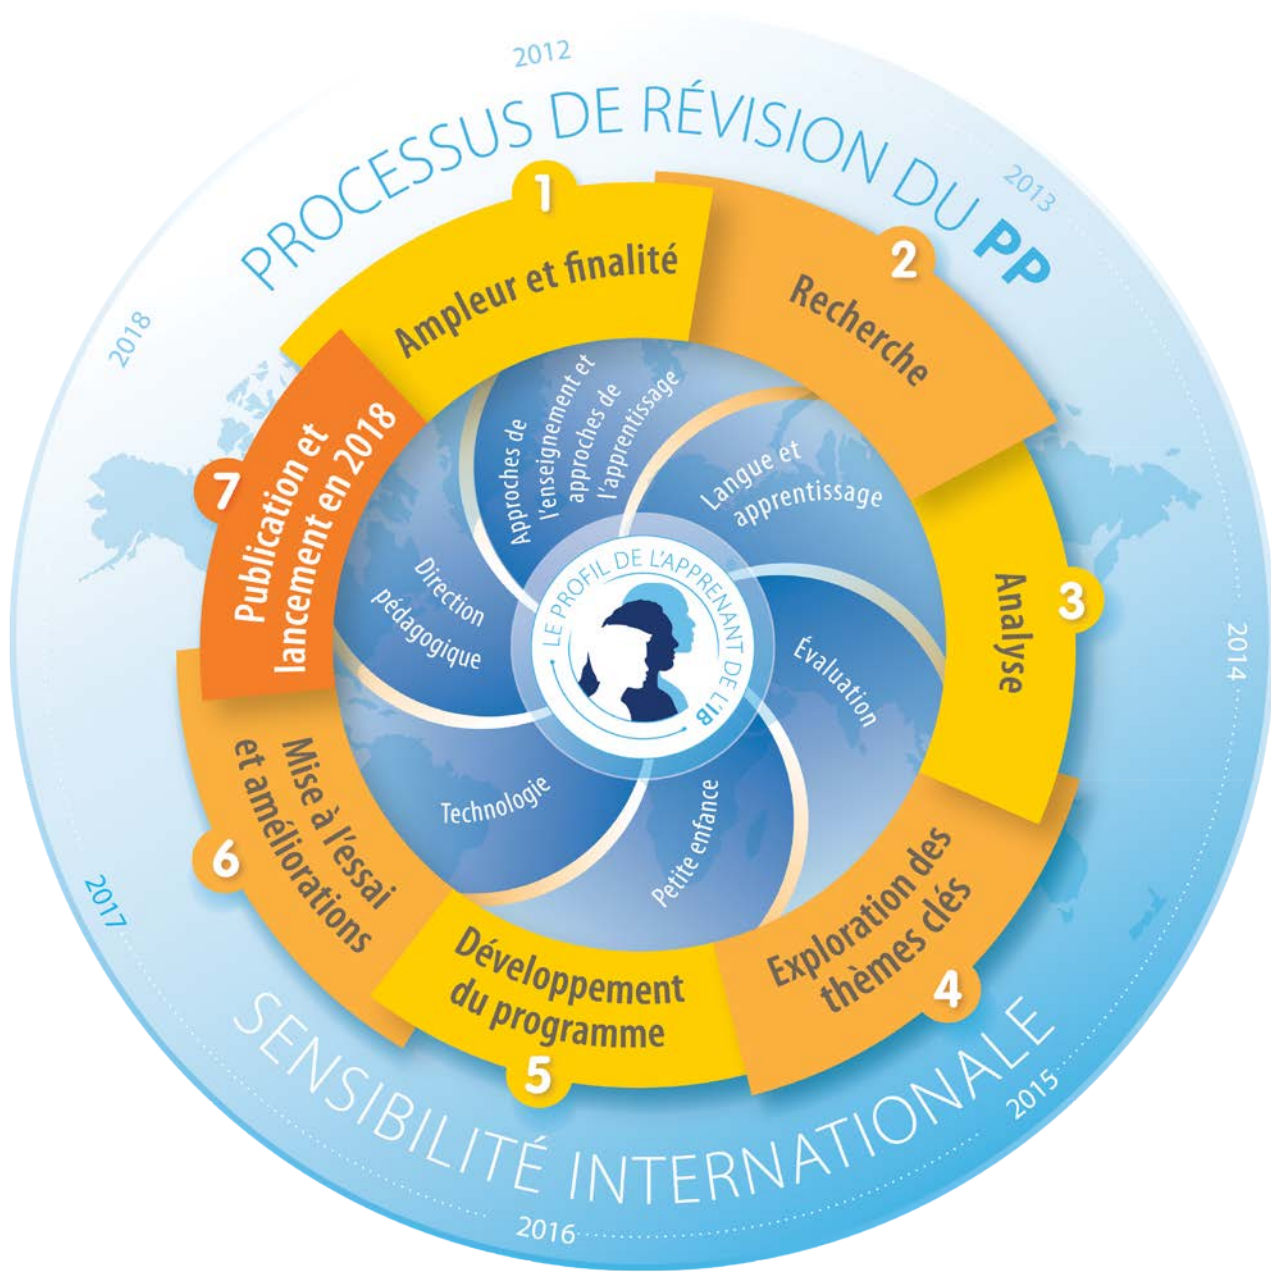 2012
2013
2014
2015
2016
2017
2018
PROCESSUS DE RÉVISION DU PP
1
Ampleur et finalité
2
Recherche
3
Analyse
4
Exploration des
thèmes clés
5
Développement
du programme
6
Mise à l'essai
et améliorations
7
Publication et
lancement en 2018
Approches de
l'enseignement et
approches de
l'apprentissage
Langue et
apprentissage
Évaluation
Petite enfance
Technologie
Direction
pédagogique
LE PROFIL DE L'APPRENANT DE L'IB
SENSIBILITÉ INTERNATIONALE